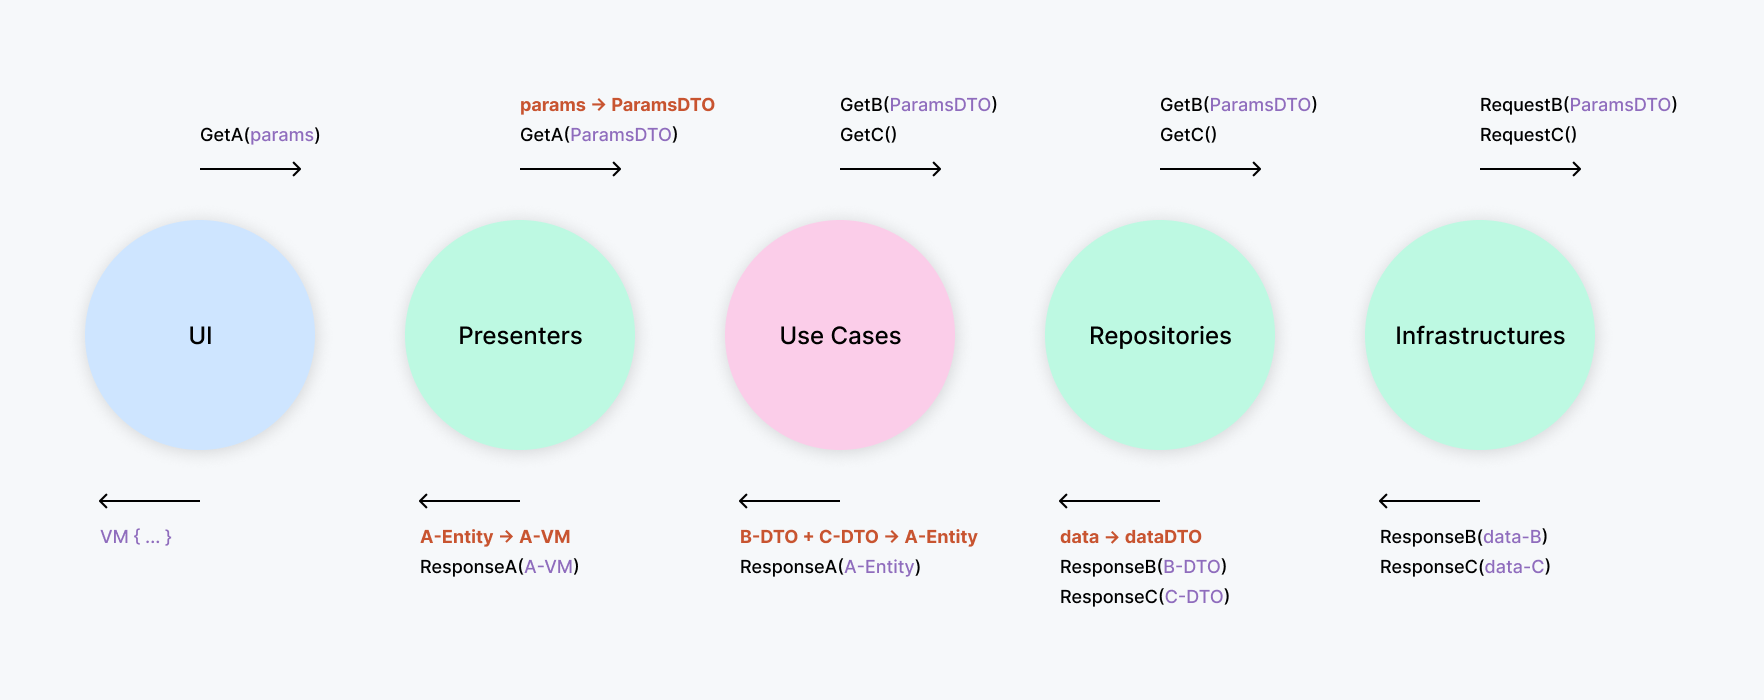 GetA(params)
params → ParamsDTO
GetA(ParamsDTO)
GetB(ParamsDTO)
GetC()
GetB(ParamsDTO)
GetC()
RequestB(ParamsDTO)
RequestC()
UI
Presenters
Use Cases
Repositories
Infrastructures
VM { ... }
A-Entity → A-VM
ResponseA(A-VM)
B-DTO + C-DTO → A-Entity
ResponseA(A-Entity)
data → dataDTO
ResponseB(B-DTO)
ResponseC(C-DTO)
ResponseB(data-B)
ResponseC(data-C)